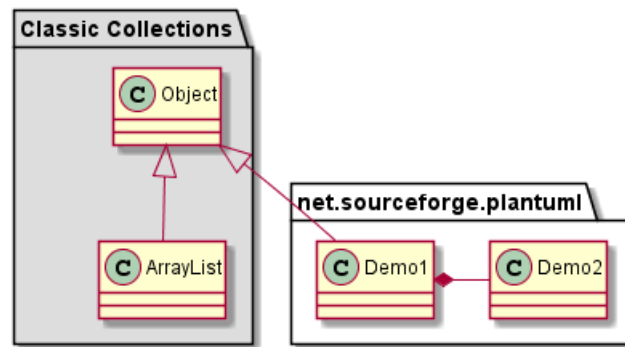 Classic Collections
C Object
net.sourceforge.plantuml
C ArrayList
C Demo1
C Demo2